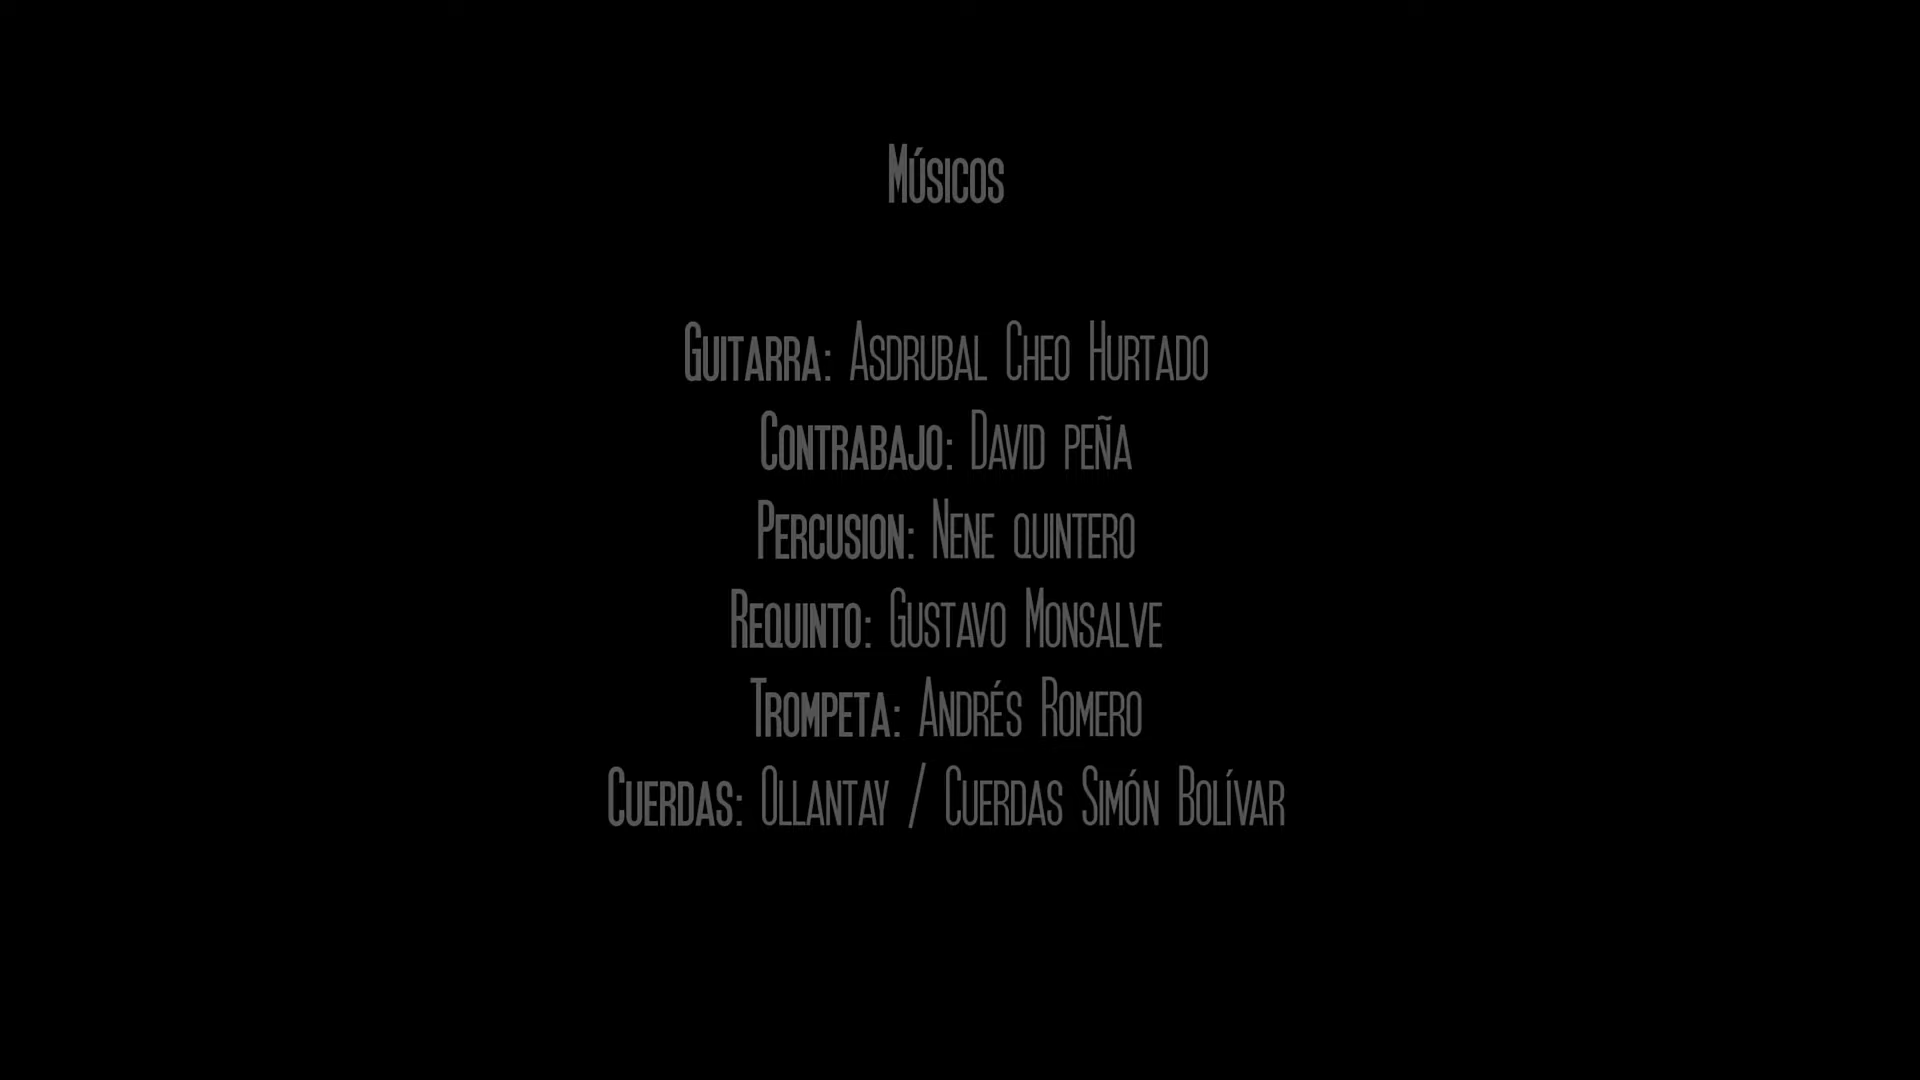 Músicos
Guitarra: Asdrubal Cheo Hurtado
Contrabajo: David peña
Percusion: Nene quintero
Requinto: Gustavo Monsalve
Trompeta: Andrés Romero
Cuerdas: Ollantay / Cuerdas Simón Bolívar